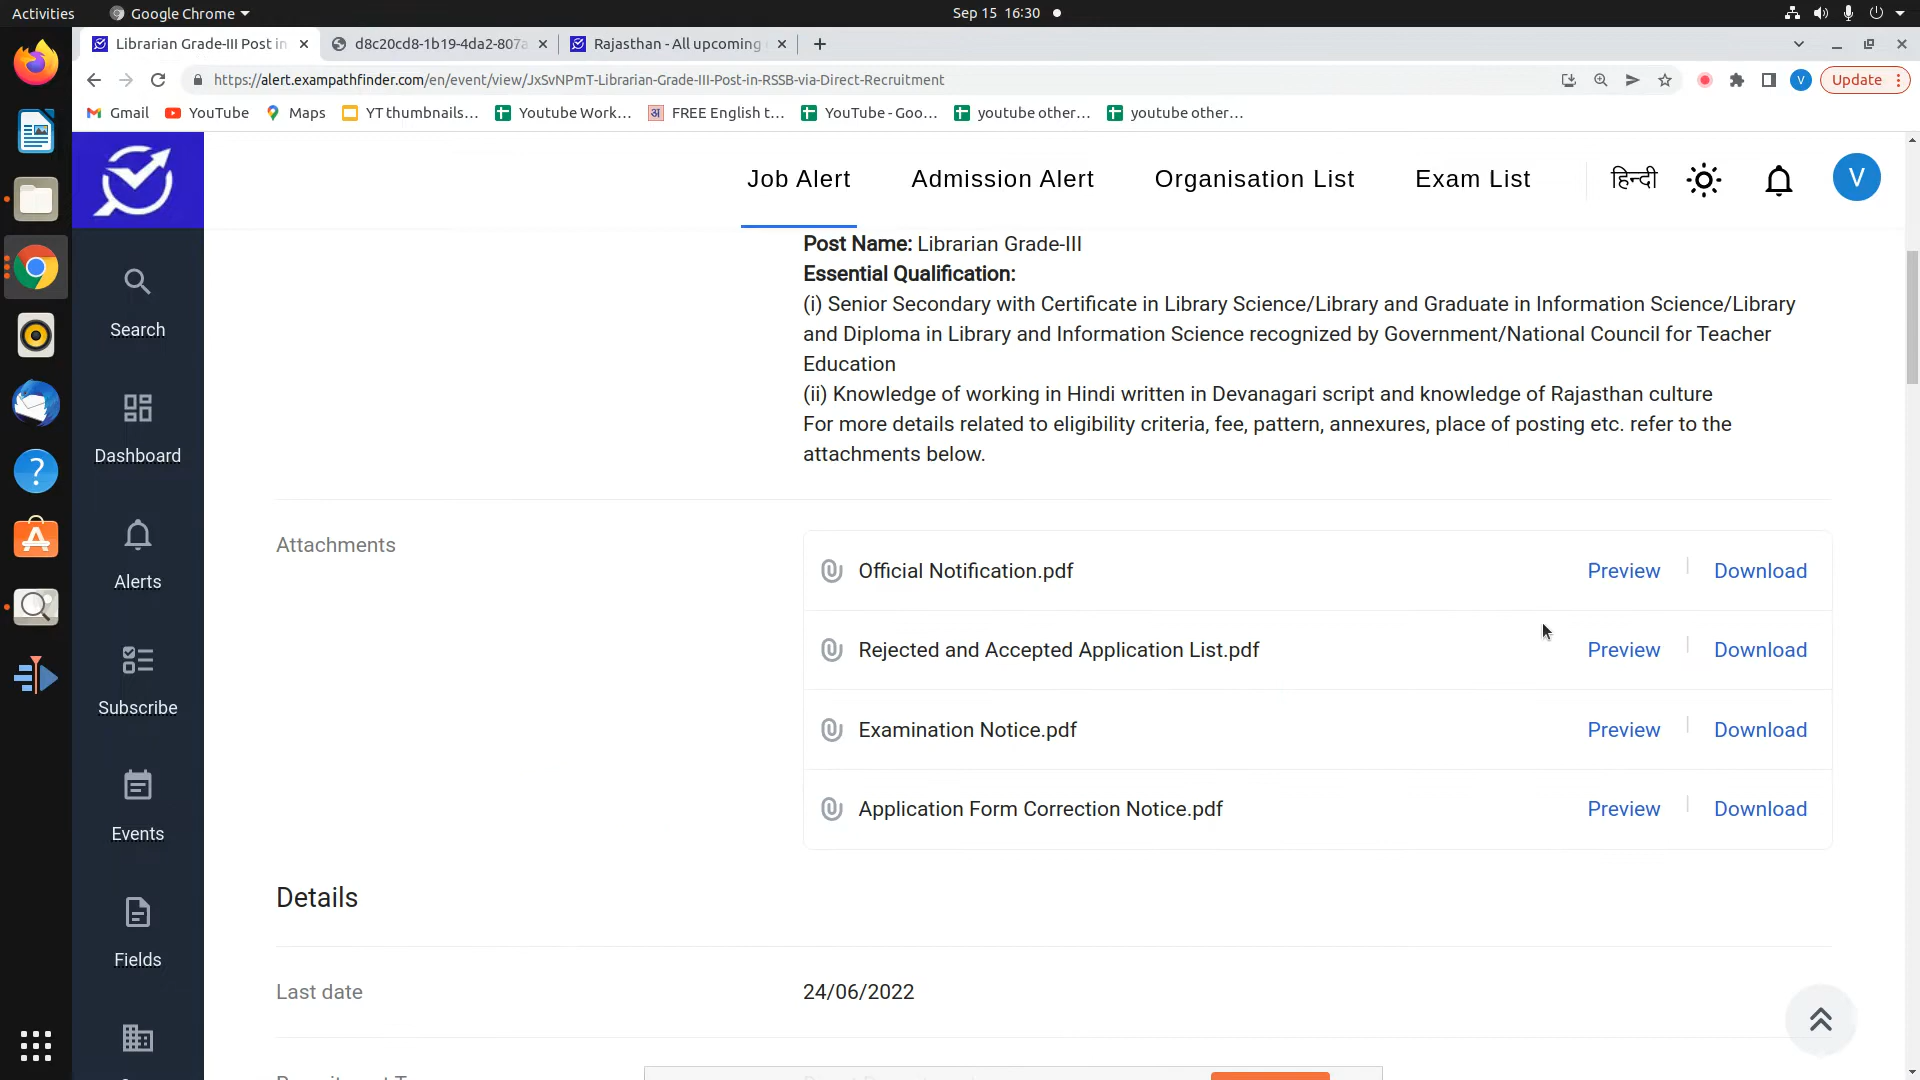 Activities
Google Chrome
Sep 15 16:30
Librarian Grade-III Post in
d8c20cd8-1b19-4da2-807a
Rajasthan - All upcoming
https://alert.exampathfinder.com/en/event/view/JxSvNPmT-Librarian-Grade-III-Post-in-RSSB-via-Direct-Recruitment
V
Update
Gmail
YouTube
Maps
YT thumbnails...
Youtube Work...
FREE English t...
YouTube - Goo...
youtube other...
youtube other...
Job Alert
Admission Alert
Organisation List
Exam List
हिन्दी
V
Search
Dashboard
Alerts
Subscribe
Events
Fields
Post Name: Librarian Grade-III
Essential Qualification:
(i) Senior Secondary with Certificate in Library Science/Library and Graduate in Information Science/Library
and Diploma in Library and Information Science recognized by Government/National Council for Teacher
Education
(ii) Knowledge of working in Hindi written in Devanagari script and knowledge of Rajasthan culture
For more details related to eligibility criteria, fee, pattern, annexures, place of posting etc. refer to the
attachments below.
Attachments
Official Notification.pdf Preview Download
Rejected and Accepted Application List.pdf Preview Download
Examination Notice.pdf Preview Download
Application Form Correction Notice.pdf Preview Download
Details
Last date 24/06/2022